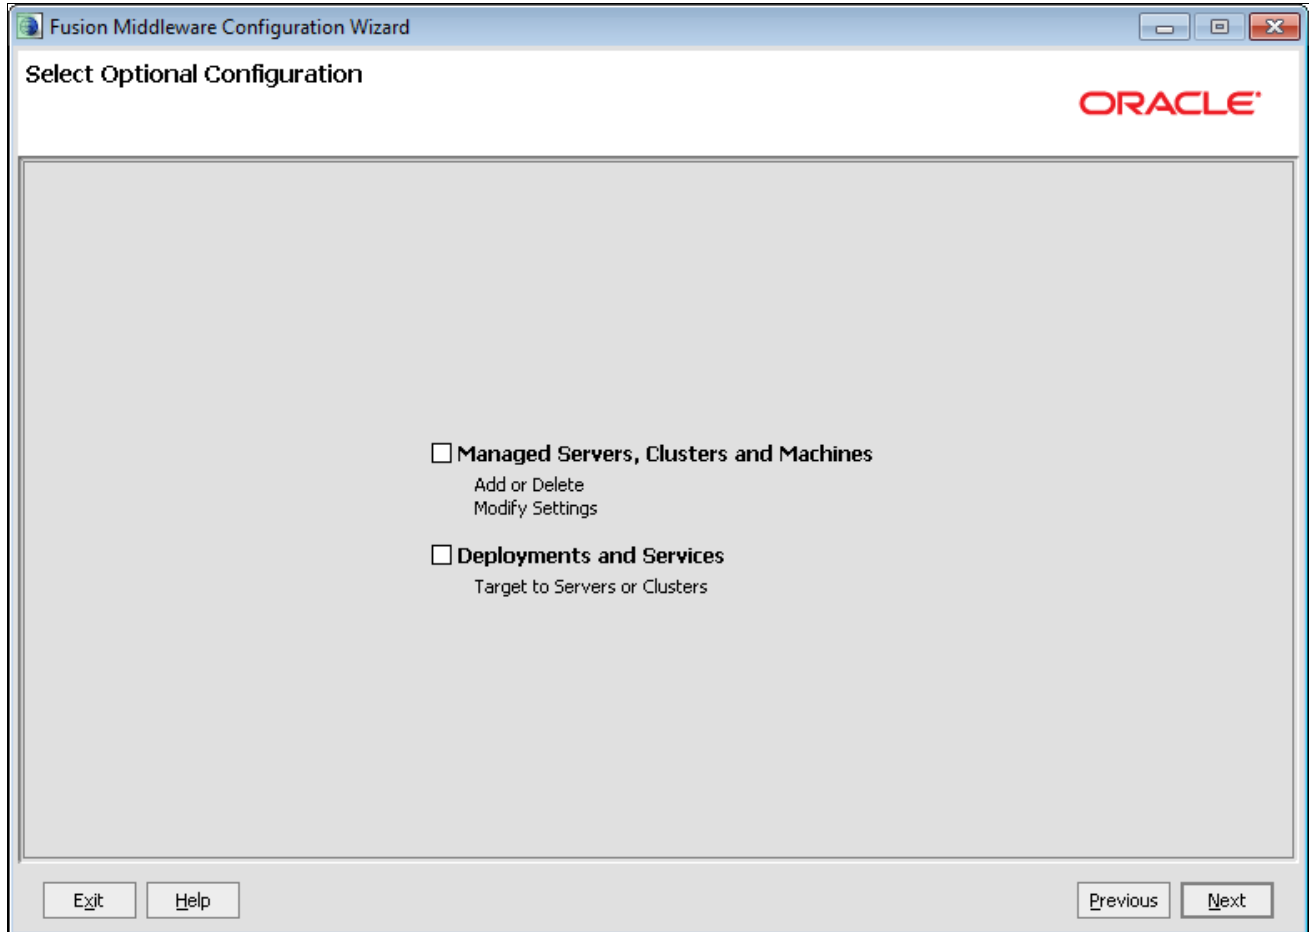 Fusion Middleware Configuration Wizard
Select Optional Configuration
ORACLE
Managed Servers, Clusters and Machines
Add or Delete
Modify Settings
Deployments and Services
Target to Servers or Clusters
Exit Help Previous Next